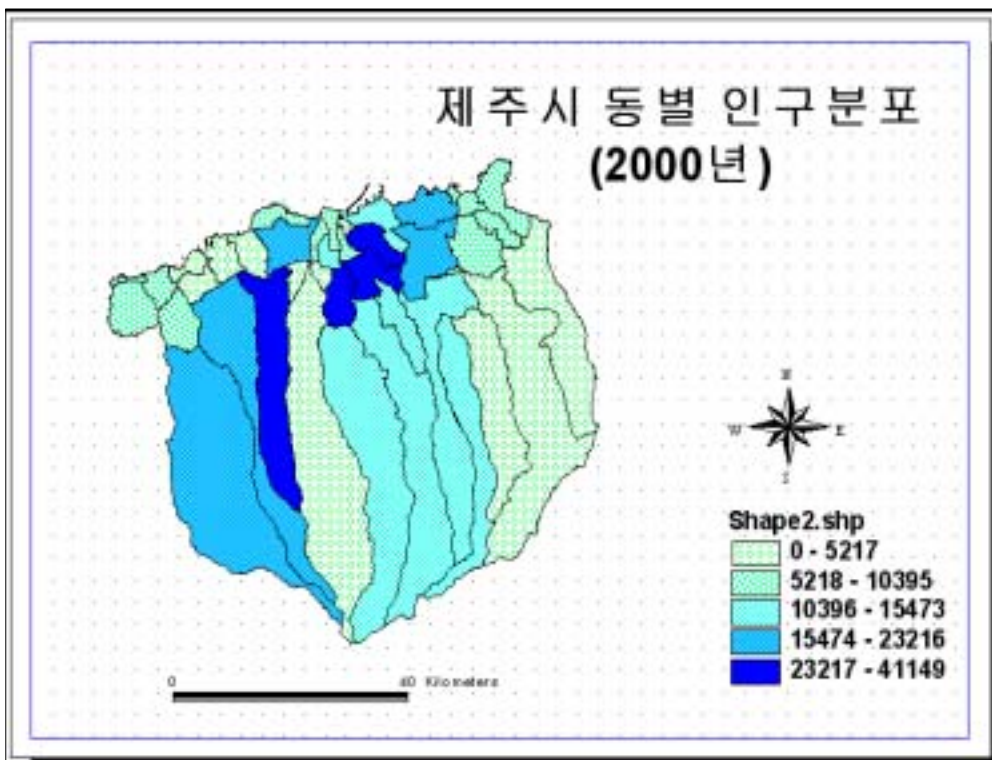 제주시 동별 인구분포
(2000년)
N
W E
S
Shape2.shp
0 - 5217
5218 - 10395
10396 - 15473
15474 - 23216
23217 - 41149
0 40 Kilometers